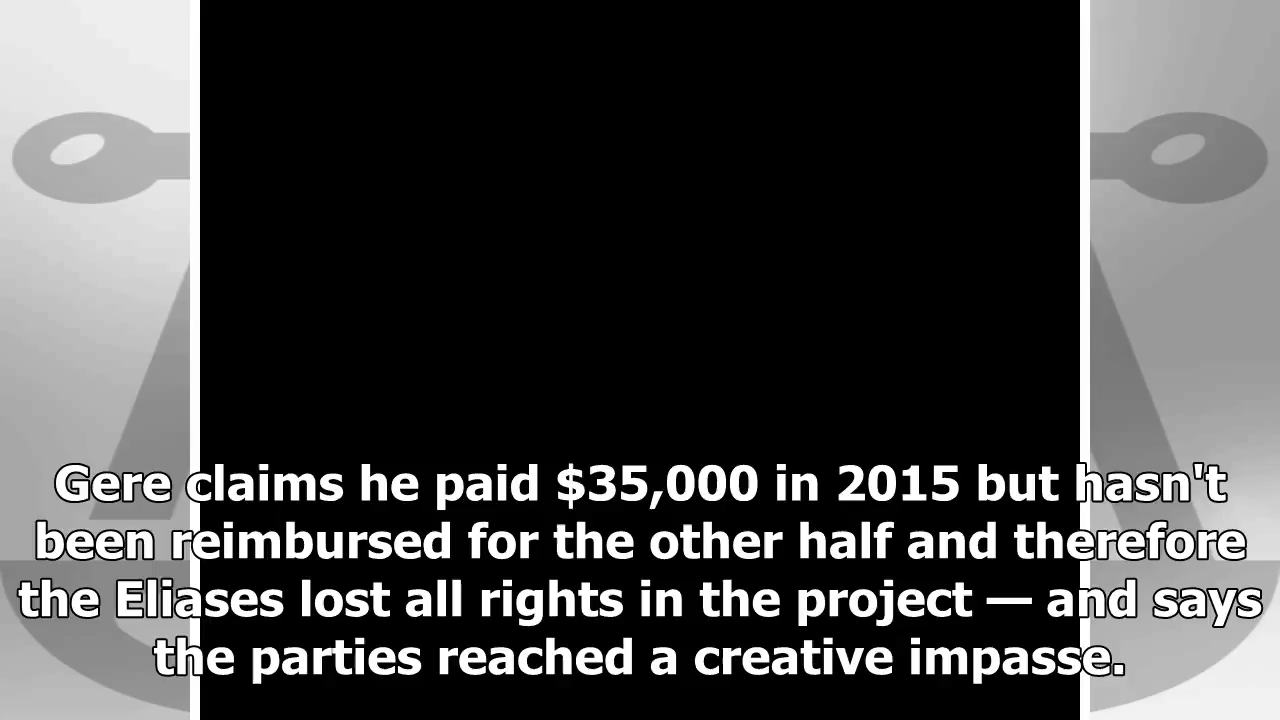 Gere claims he paid $35,000 in 2015 but hasn't
been reimbursed for the other half and therefore
the Eliases lost all rights in the project — and says
the parties reached a creative impasse.